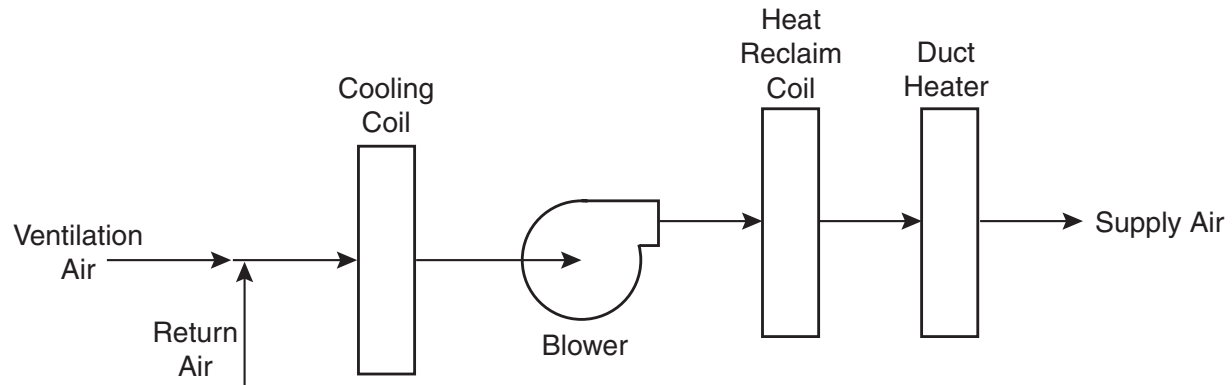 Heat
Reclaim
Coil
Duct
Heater
Cooling
Coil
Ventilation
Air
Supply Air
Return
Air
Blower